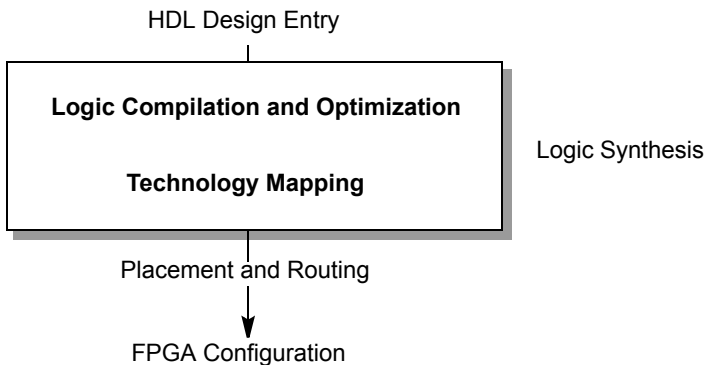 HDL Design Entry
Logic Compilation and Optimization
Logic Synthesis
Technology Mapping
Placement and Routing
FPGA Configuration